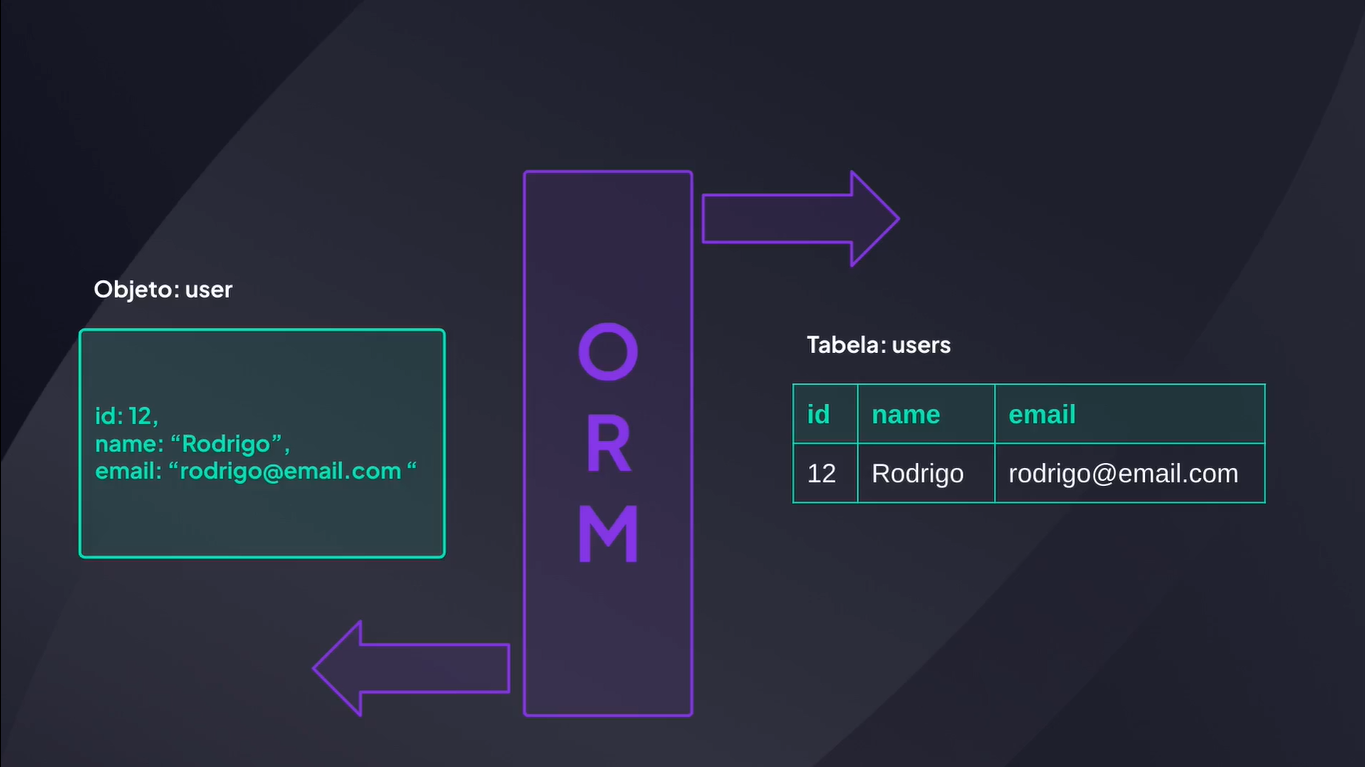 Objeto: user
id: 12,
name: “Rodrigo”,
email: “rodrigo@email.com “
O
R
M
Tabela: users
id name email
12 Rodrigo rodrigo@email.com